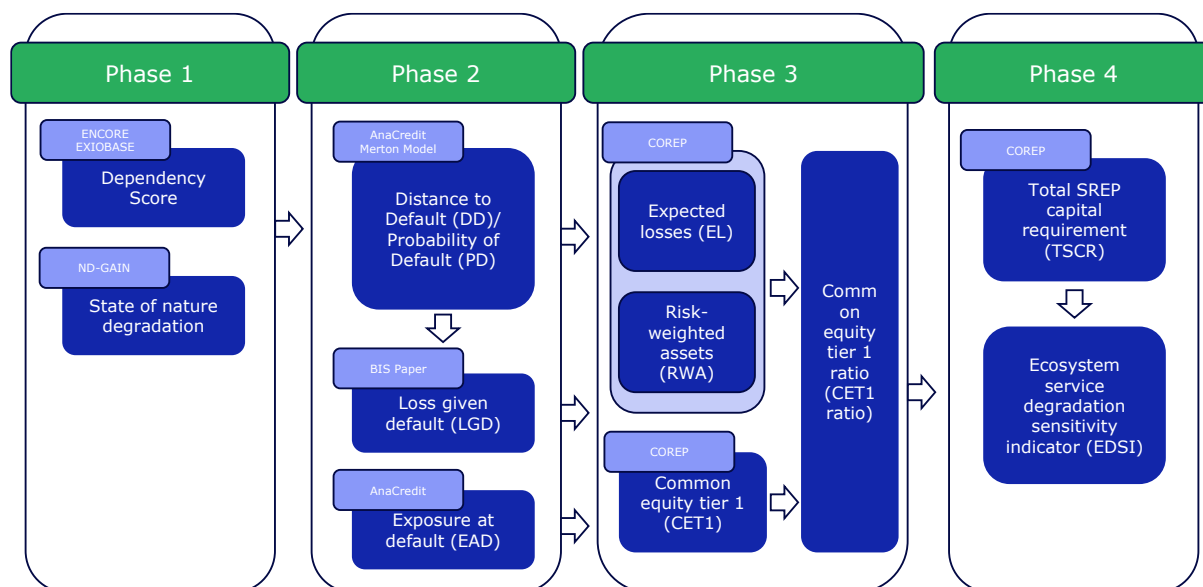 Phase 1
ENCORE
EXIOBASE
Dependency
Score
ND-GAIN
State of nature
degradation
Phase 2
AnaCredit
Merton Model
Distance to
Default (DD)/
Probability of
Default (PD)
BIS Paper
Loss given
default (LGD)
AnaCredit
Exposure at
default (EAD)
Phase 3
COREP
Expected
losses (EL)
Risk-
weighted
assets
(RWA)
COREP
Common
equity tier 1
(CET1)
Comm
on
equity
tier 1
ratio
(CET1
ratio)
Phase 4
COREP
Total SREP
capital
requirement
(TSCR)
Ecosystem
service
degradation
sensitivity
indicator (EDSI)